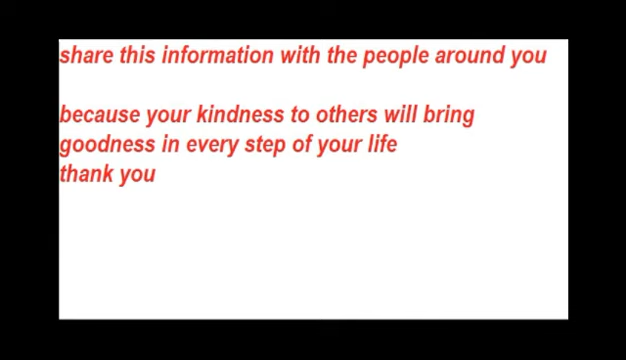 share this information with the people around you
because your kindness to others will bring
goodness in every step of your life
thank you